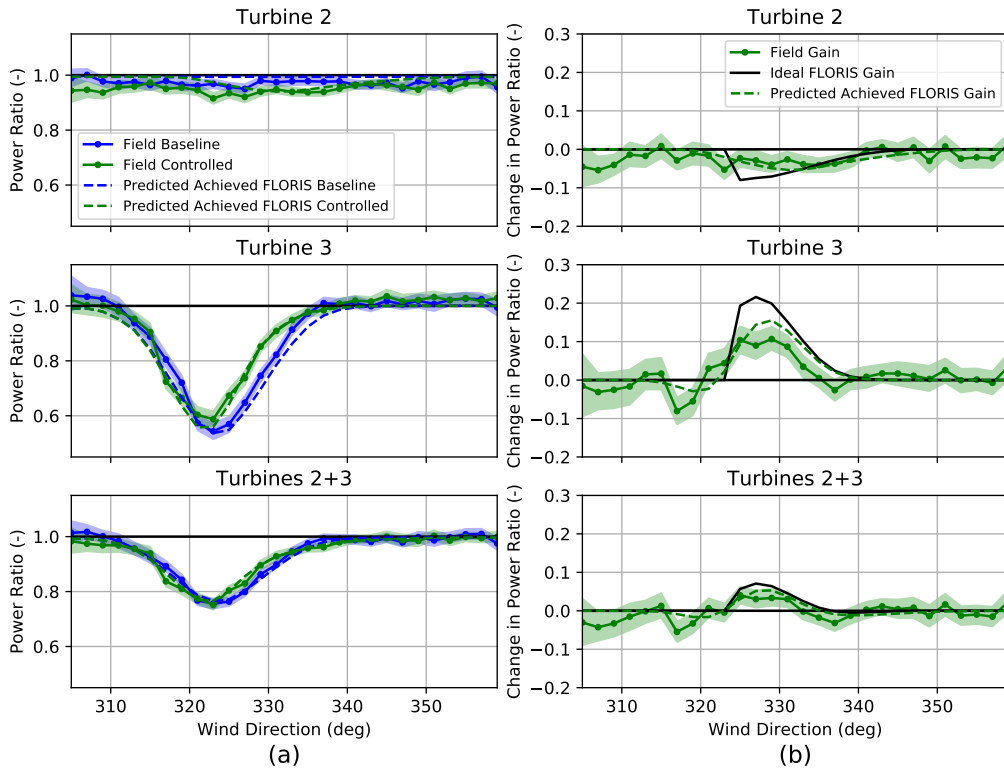 Turbine 2
Power Ratio (-)
1.0
0.8
0.6
Field Baseline
Field Controlled
Predicted Achieved FLORIS Baseline
Predicted Achieved FLORIS Controlled
Turbine 3
Power Ratio (-)
1.0
0.8
0.6
Turbines 2+3
Power Ratio (-)
1.0
0.8
0.6
310 320 330 340 350
Wind Direction (deg)
(a)
Turbine 2
Change in Power Ratio (-)
0.3
0.2
0.1
0.0
−0.1
−0.2
Field Gain
Ideal FLORIS Gain
Predicted Achieved FLORIS Gain
Turbine 3
Change in Power Ratio (-)
0.3
0.2
0.1
0.0
−0.1
−0.2
Turbines 2+3
Change in Power Ratio (-)
0.3
0.2
0.1
0.0
−0.1
−0.2
310 320 330 340 350
Wind Direction (deg)
(b)